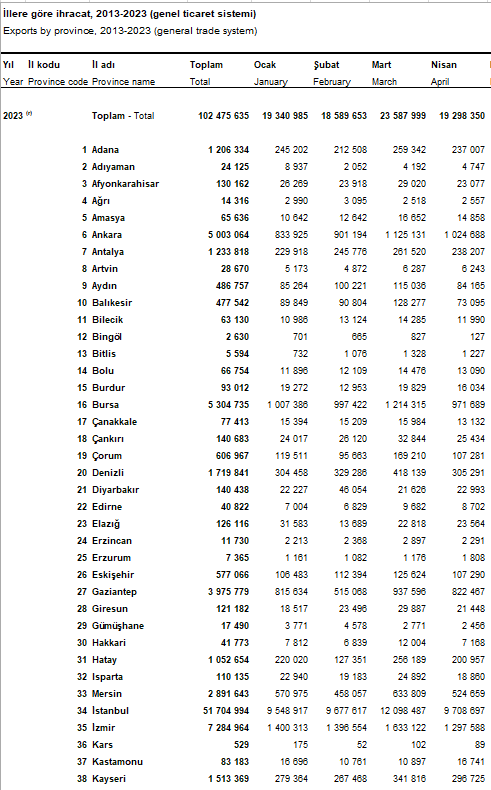 İllere göre ihracat, 2013-2023 (genel ticaret sistemi)
Exports by province, 2013-2023 (general trade system)
Yıl İl kodu İl adı Toplam Ocak Şubat Mart Nisan
Year Province code Province name Total January February March April
2023 (r) Toplam - Total 102 475 635 19 340 985 18 589 653 23 587 999 19 298 350
1 Adana 1 206 334 245 202 212 508 259 342 237 007
2 Adıyaman 24 125 8 937 2 052 4 192 4 747
3 Afyonkarahisar 130 162 26 269 23 918 29 020 23 077
4 Ağrı 14 316 2 990 3 095 2 518 2 557
5 Amasya 65 636 10 642 12 642 16 652 14 858
6 Ankara 5 003 064 833 925 901 194 1 125 131 1 024 688
7 Antalya 1 233 818 229 918 245 776 261 520 238 207
8 Artvin 28 670 5 173 4 872 6 287 6 243
9 Aydın 486 757 85 264 100 221 115 036 84 165
10 Balıkesir 477 542 89 849 90 804 128 277 73 095
11 Bilecik 63 130 10 986 13 124 14 285 11 990
12 Bingöl 2 630 701 665 827 127
13 Bitlis 5 594 732 1 076 1 328 1 227
14 Bolu 66 754 11 896 12 109 14 476 13 090
15 Burdur 93 012 19 272 12 953 19 829 16 034
16 Bursa 5 304 735 1 007 386 997 422 1 214 315 971 689
17 Çanakkale 77 413 15 394 15 209 15 984 13 132
18 Çankırı 140 683 24 017 26 120 32 844 25 434
19 Çorum 606 967 119 511 95 663 169 210 107 281
20 Denizli 1 719 841 304 458 329 286 418 139 305 291
21 Diyarbakır 140 438 22 227 46 054 21 626 22 993
22 Edirne 40 822 7 004 6 829 9 682 8 702
23 Elazığ 126 116 31 583 13 689 22 818 23 564
24 Erzincan 11 730 2 213 2 368 2 897 2 291
25 Erzurum 7 365 1 161 1 082 1 176 1 808
26 Eskişehir 577 066 106 483 112 394 125 624 107 290
27 Gaziantep 3 975 779 815 634 515 068 937 596 822 467
28 Giresun 121 182 18 517 23 496 29 887 21 448
29 Gümüşhane 17 490 3 771 4 578 2 771 2 456
30 Hakkari 41 773 7 812 6 839 12 004 7 168
31 Hatay 1 052 654 220 020 127 351 256 189 200 957
32 Isparta 110 135 22 940 19 183 24 892 18 860
33 Mersin 2 891 643 570 975 458 057 633 809 524 659
34 İstanbul 51 704 994 9 548 917 9 677 617 12 098 487 9 708 697
35 İzmir 7 284 964 1 400 313 1 396 554 1 633 122 1 297 588
36 Kars 529 175 52 102 89
37 Kastamonu 83 183 16 696 10 761 10 897 16 741
38 Kayseri 1 513 369 279 364 267 468 341 816 296 725